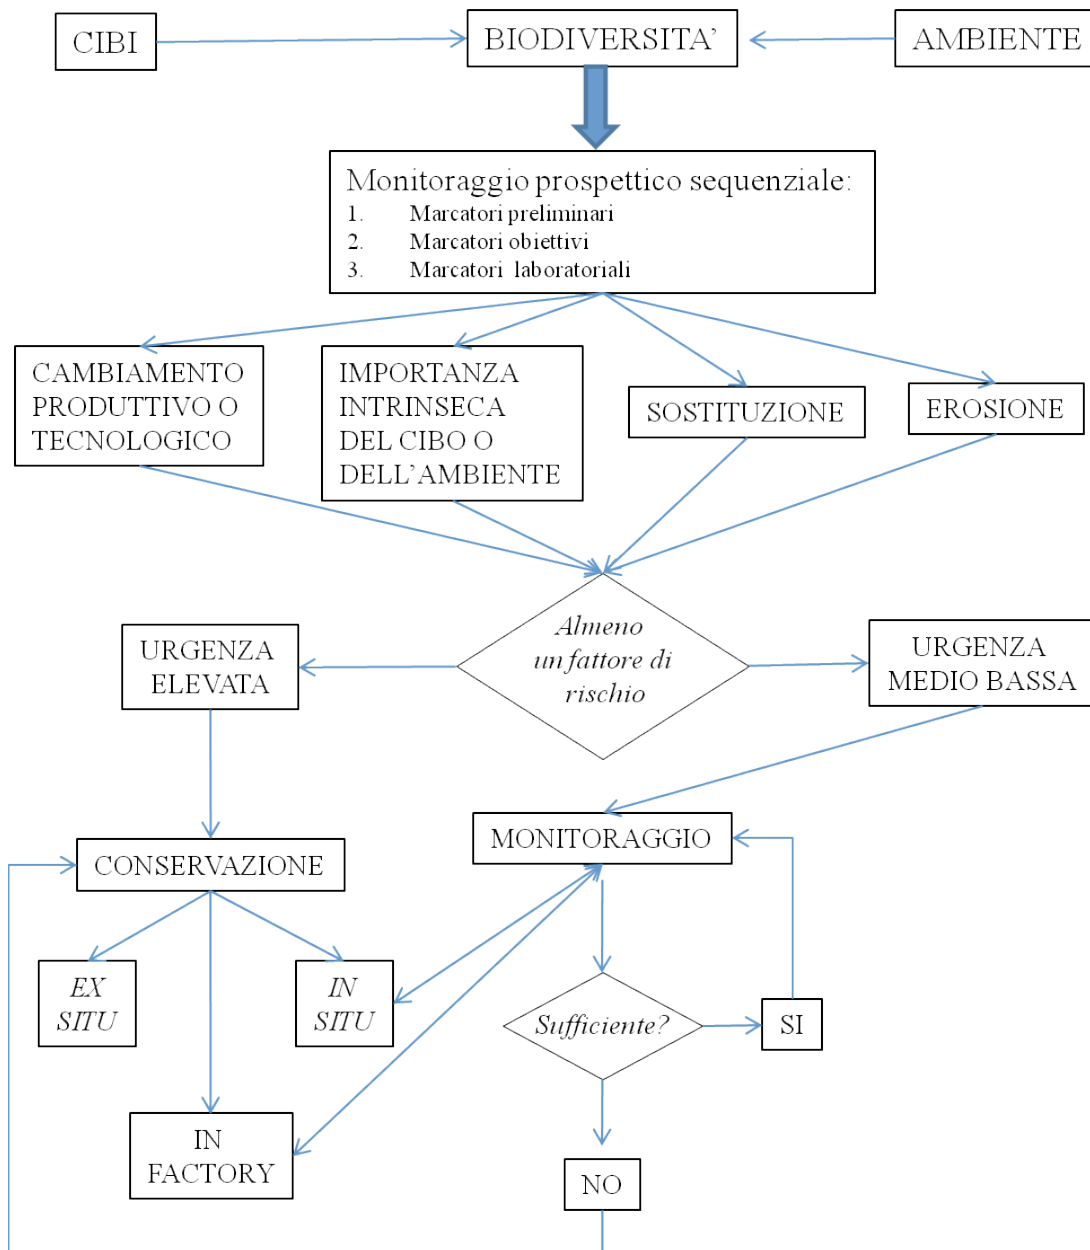 CIBI
BIODIVERSITA’
AMBIENTE
Monitoraggio prospettico sequenziale:
1. Marcatori preliminari
2. Marcatori obiettivi
3. Marcatori laboratoriali
CAMBIAMENTO
PRODUTTIVO O
TECNOLOGICO
IMPORTANZA
INTRINSECA
DEL CIBO O
DELL’AMBIENTE
SOSTITUZIONE
EROSIONE
Almeno
un fattore di
rischio
URGENZA
ELEVATA
URGENZA
MEDIO BASSA
CONSERVAZIONE
MONITORAGGIO
EX
SITU
IN
SITU
Sufficiente?
SI
IN
FACTORY
NO